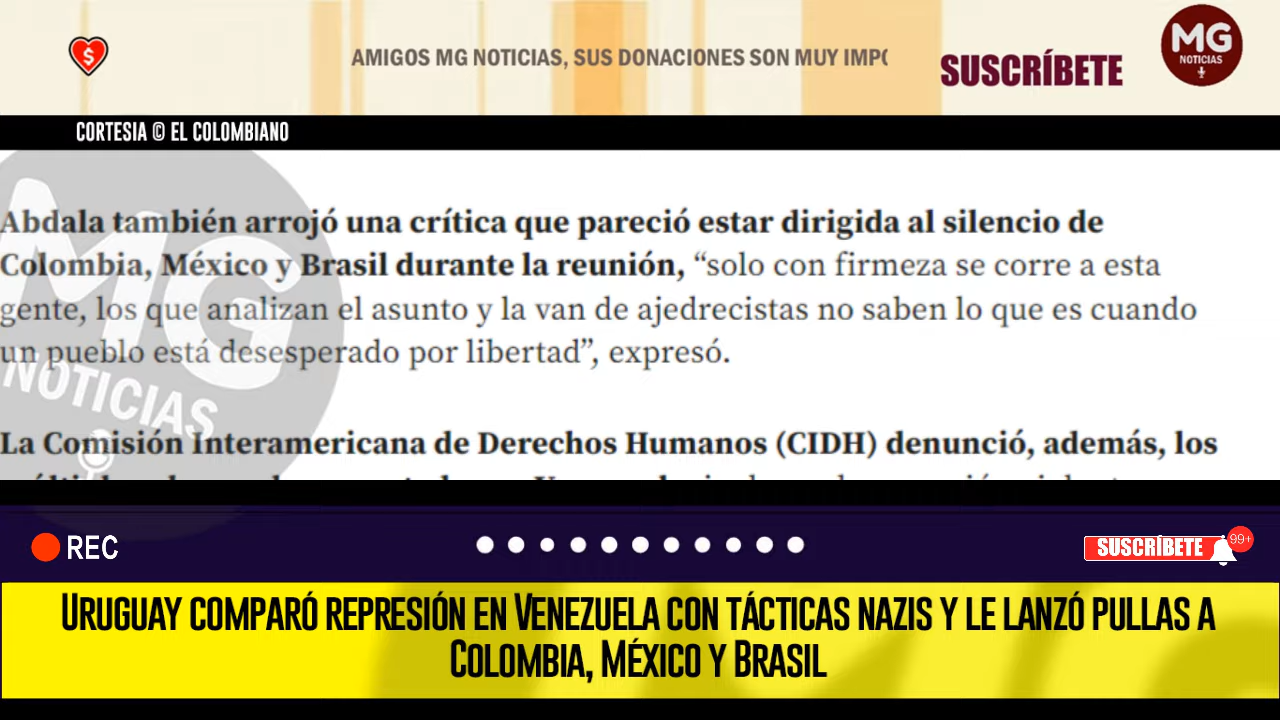 AMIGOS MG NOTICIAS, SUS DONACIONES SON MUY
SUSCRÍBETE
MG
NOTICIAS
CORTESIA © EL COLOMBIANO
Abdala también arrojó una crítica que pareció estar dirigida al silencio de
Colombia, México y Brasil durante la reunión, “solo con firmeza se corre a esta
gente, los que analizan el asunto y la van de ajedrecistas no saben lo que es cuando
un pueblo está desesperado por libertad”, expresó.
MG
NOTICIAS
La Comisión Interamericana de Derechos Humanos (CIDH) denunció, además, los
REC
SUSCRÍBETE
99+
URUGUAY COMPARÓ REPRESIÓN EN VENEZUELA CON TÁCTICAS NAZIS Y LE LANZÓ PULLAS A
COLOMBIA, MÉXICO Y BRASIL